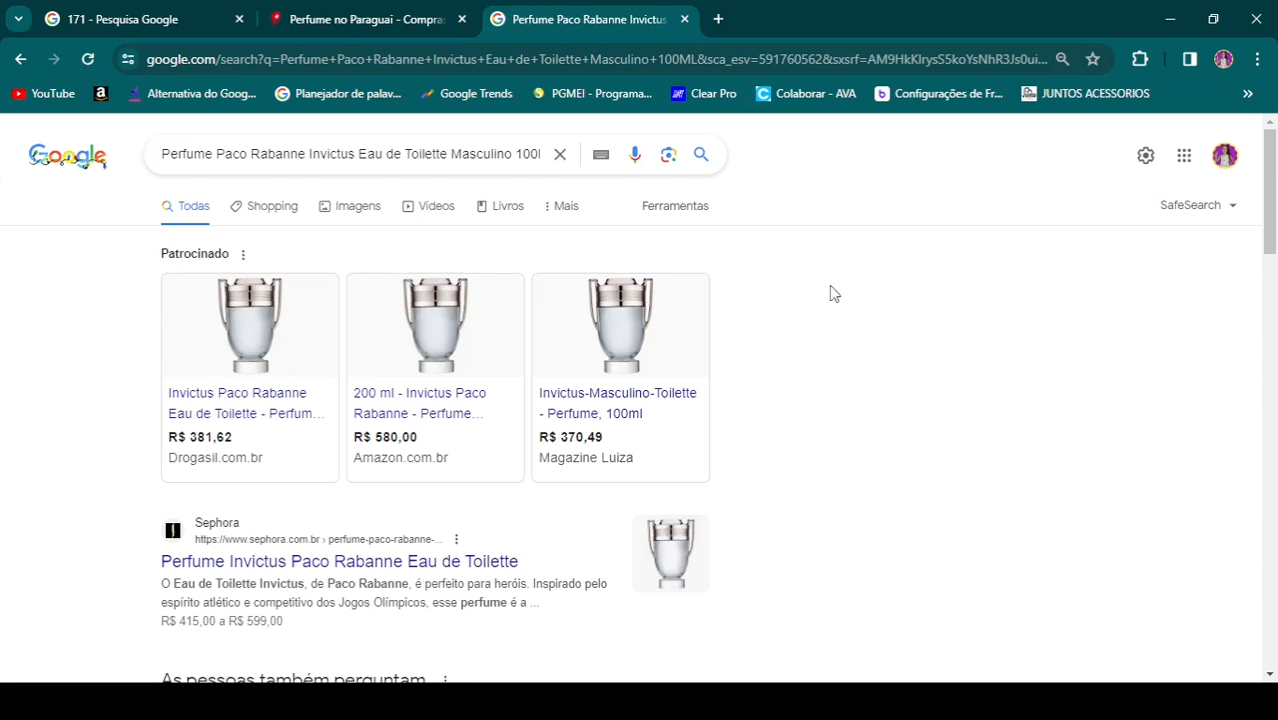 171 - Pesquisa Google
Perfume no Paraguai - Compras
Perfume Paco Rabanne Invictus
google.com/search?q=Perfume+Paco+Rabanne+Invictus+Eau+de+Toilette+Masculino+100ML&sca_esv=591760562&sxsrf=AM9HkKlrysS5koYsNhR3Js0ui...
YouTube
Alternativa do Goog...
Planejador de palav...
Google Trends
PGMEI - Programa...
Clear Pro
Colaborar - AVA
Configurações de Fr...
JUNTOS ACESSORIOS
Google
Perfume Paco Rabanne Invictus Eau de Toilette Masculino 100
Todas
Shopping
Imagens
Vídeos
Livros
Mais
Ferramentas
SafeSearch
Patrocinado
Invictus Paco Rabanne
Eau de Toilette - Perfum...
R$ 381,62
Drogasil.com.br
200 ml - Invictus Paco
Rabanne - Perfume...
R$ 580,00
Amazon.com.br
Invictus-Masculino-Toilette
- Perfume, 100ml
R$ 370,49
Magazine Luiza
Sephora
https://www.sephora.com.br › perfume-paco-rabanne-...
Perfume Invictus Paco Rabanne Eau de Toilette
O Eau de Toilette Invictus, de Paco Rabanne, é perfeito para heróis. Inspirado pelo
espírito atlético e competitivo dos Jogos Olímpicos, esse perfume é a ...
R$ 415,00 a R$ 599,00
As pessoas também perguntam